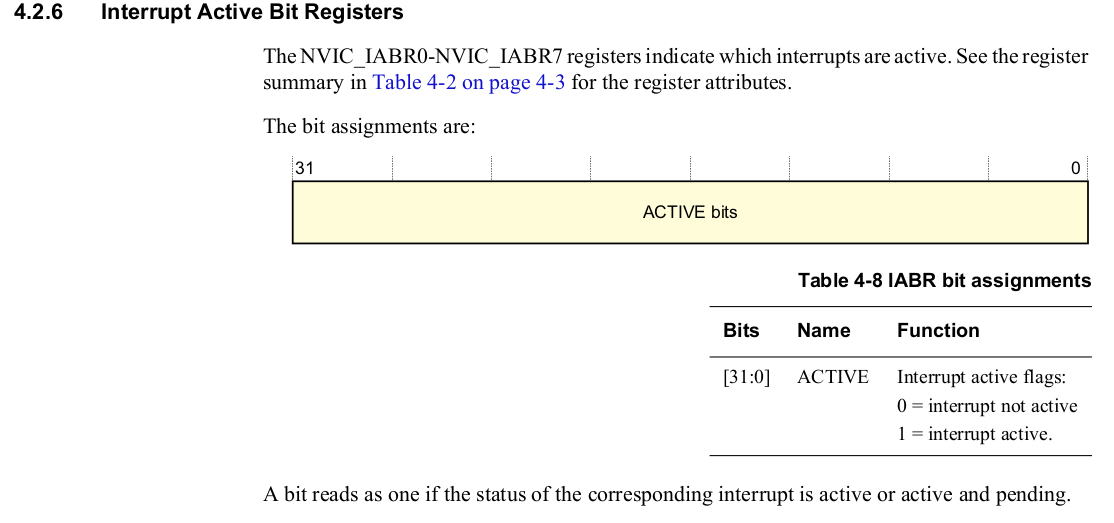 4.2.6 Interrupt Active Bit Registers
The NVIC_IABR0-NVIC_IABR7 registers indicate which interrupts are active. See the register
summary in Table 4-2 on page 4-3 for the register attributes.
The bit assignments are:
31 0
ACTIVE bits
Table 4-8 IABR bit assignments
Bits Name Function
[31:0] ACTIVE Interrupt active flags:
0 = interrupt not active
1 = interrupt active.
A bit reads as one if the status of the corresponding interrupt is active or active and pending.